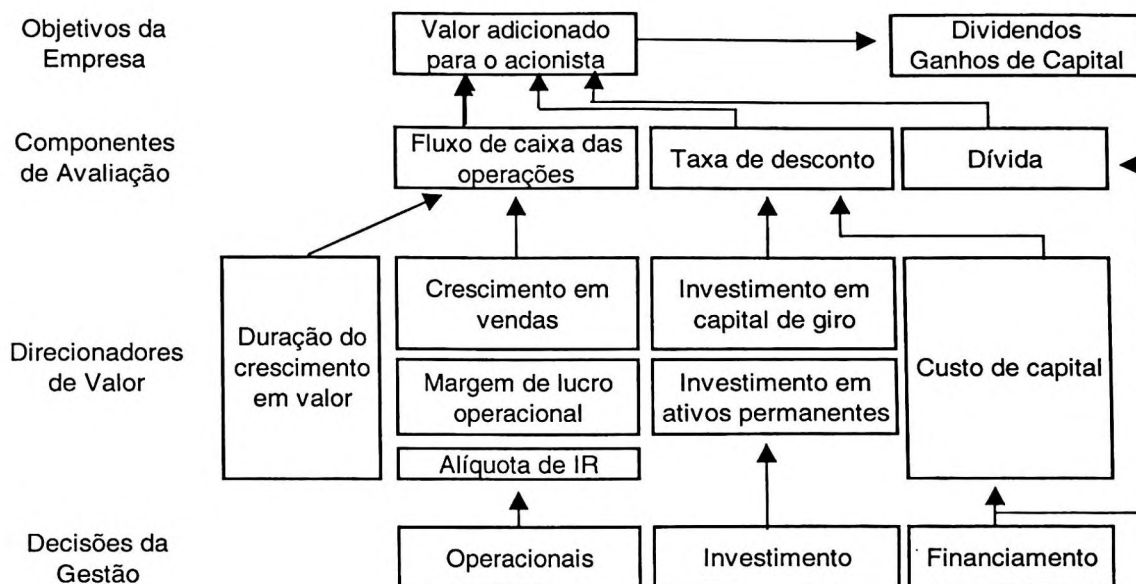 Objetivos da
Empresa
Valor adicionado
para o acionista
Dividendos
Ganhos de Capital
Componentes
de Avaliação
Fluxo de caixa das
operações
Taxa de desconto
Dívida
Direcionadores
de Valor
Duração do
crescimento
em valor
Crescimento em
vendas
Margem de lucro
operacional
Alíquota de IR
Investimento em
capital de giro
Investimento em
ativos permanentes
Custo de capital
Decisões da
Gestão
Operacionais
Investimento
Financiamento